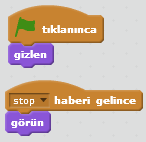 tıklanınca
gizlen
stop haberi gelince
görün